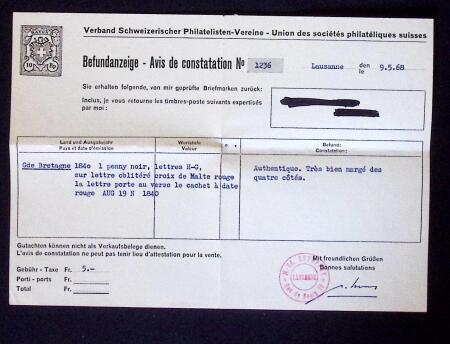 Verband Schweizerischer Philatelisten-Vereine - Union des sociétés philatéliques suisses
Befundanzeige - Avis de constatation No 1236
Lausanne den le 9.5.68
Sie erhalten folgende, von mir geprüfte Briefmarken zurück:
Inclus, je vous retourne les timbres-poste suivants expertisés
par moi:
Land und Ausgabejahr Wertstufe Befund:
Pays et date d'émission Valeur Constatation:
Gde Bretagne 1840 1 penny noir, lettres H-G, Authentique. Très bien margé des
sur lettre oblitéré croix de Malte rouge quatre côtés.
la lettre porte au verso le cachet à date
rouge AUG 19 N 1840
Gutachten können nicht als Verkaufsbelege dienen.
L'avis de constatation ne peut pas tenir lieu d'attestation pour la vente.
Gebühr - Taxe Fr. 5.-
Porti - ports Fr.
Total Fr.
Mit freundlichen Grüßen
Bonnes salutations